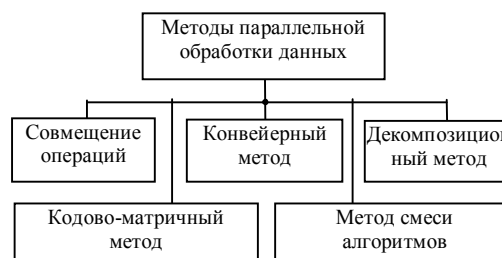 Методы параллельной
обработки данных
Совмещение
операций
Конвейерный
метод
Декомпозицион
ный метод
Кодово-матричный
метод
Метод смеси
алгоритмов